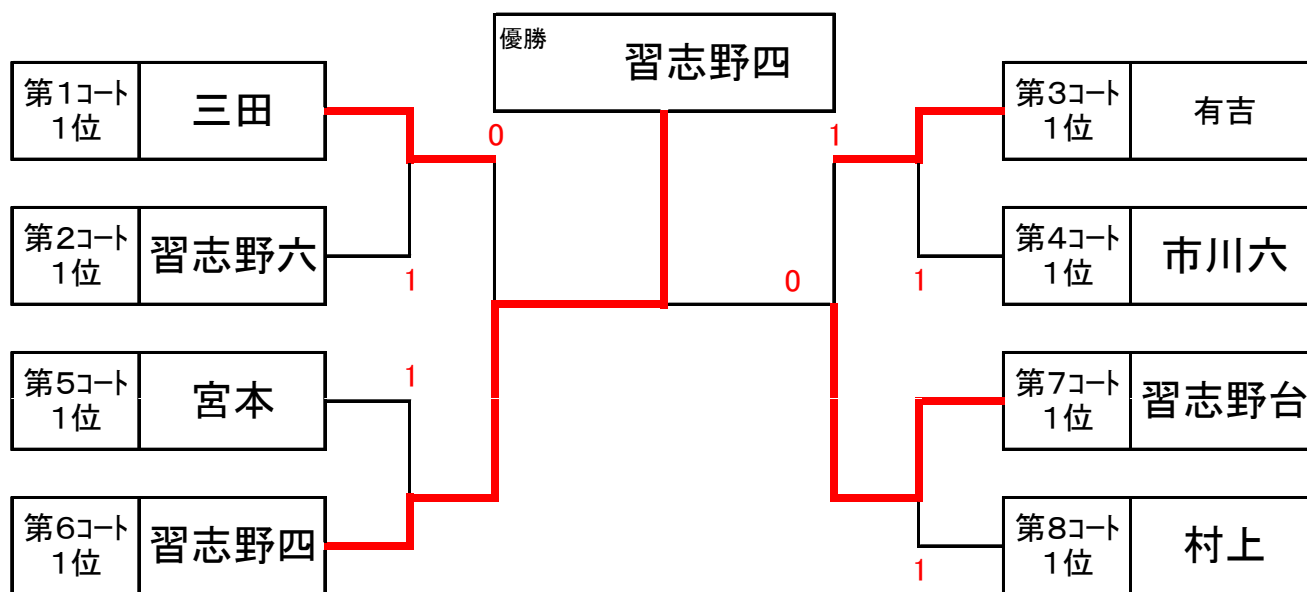 優勝
習志野四
第1コート
1位
三田
第2コート
1位
習志野六
第5コート
1位
宮本
第6コート
1位
習志野四
0
1
1
1
0
1
1
第3コート
1位
有吉
第4コート
1位
市川六
第7コート
1位
習志野台
第8コート
1位
村上